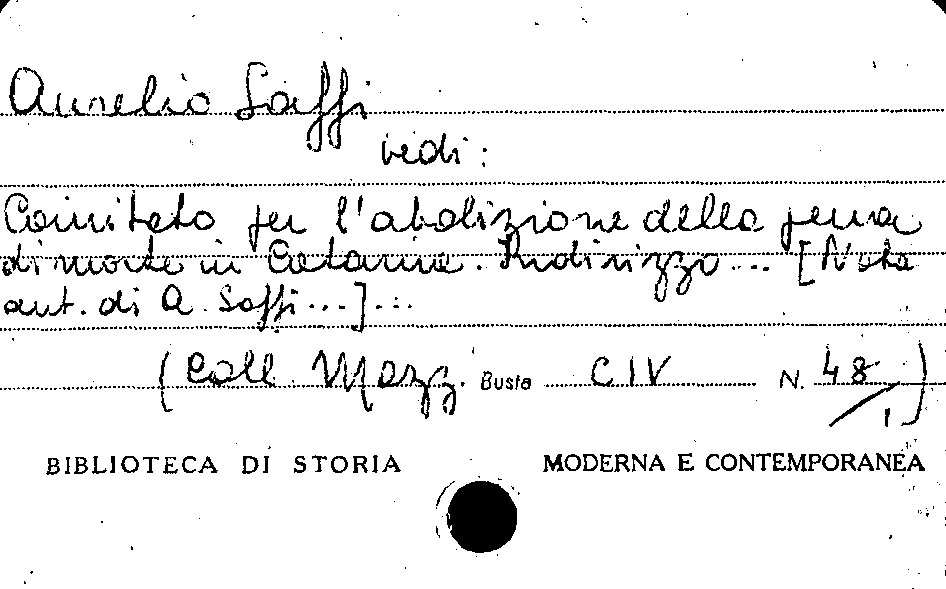 Aurelio Saffi
vedi:
Comitato per l'abolizione della pena
di morte in Catania. Indirizzo... [Nota
aut. di A. Saffi...]...
(Coll. Mazz. Busta CIV N. 48/1)
BIBLIOTECA DI STORIA MODERNA E CONTEMPORANEA